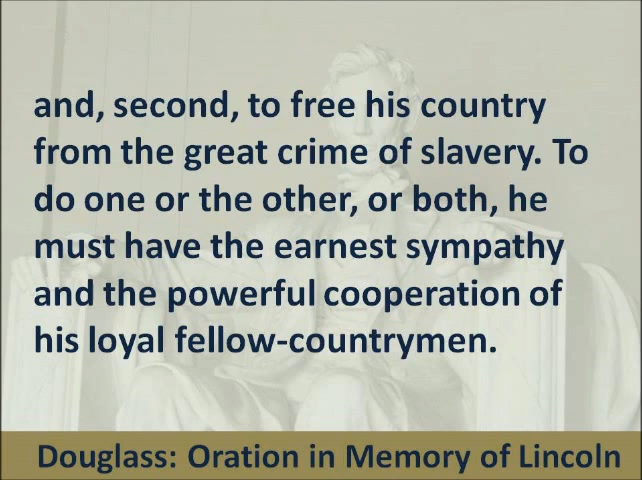 and, second, to free his country
from the great crime of slavery. To
do one or the other, or both, he
must have the earnest sympathy
and the powerful cooperation of
his loyal fellow-countrymen.
Douglass: Oration in Memory of Lincoln